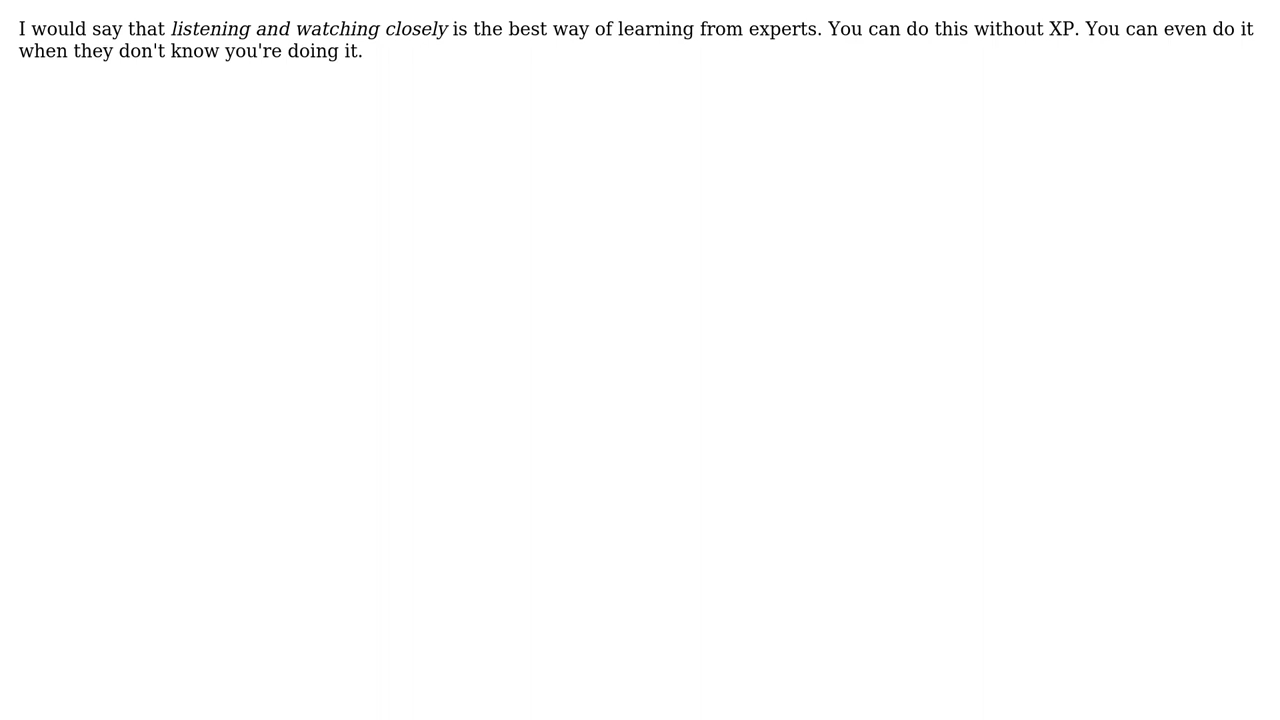 I would say that listening and watching closely is the best way of learning from experts. You can do this without XP. You can even do it
when they don't know you're doing it.